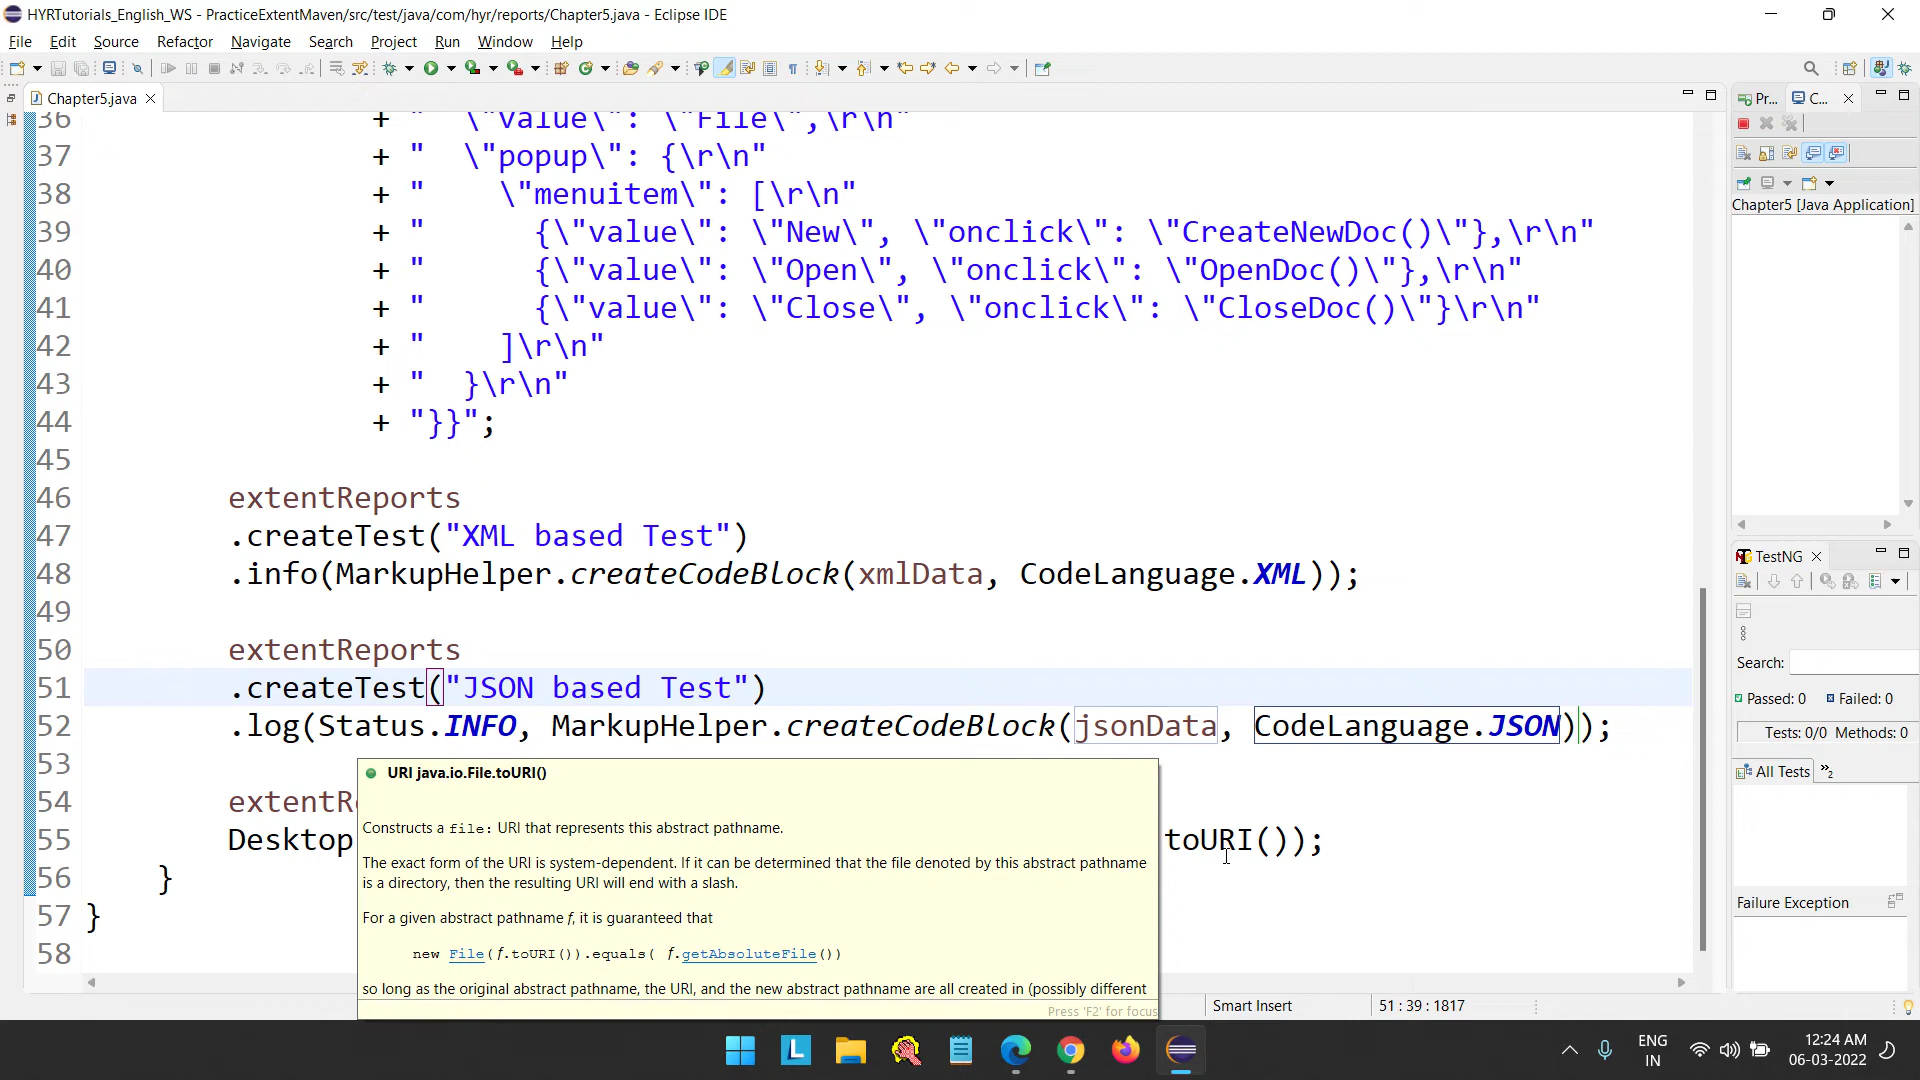 HYRTutorials_English_WS - PracticeExtentMaven/src/test/java/com/hyr/reports/Chapter5.java - Eclipse IDE
File Edit Source Refactor Navigate Search Project Run Window Help
Chapter5.java
Pr... C...
36 + " \"value\": \"File\",\r\n"
37 + " \"popup\": {\r\n"
38 + " \"menuitem\": [\r\n"
39 + " {\"value\": \"New\", \"onclick\": \"CreateNewDoc()\"},\r\n"
40 + " {\"value\": \"Open\", \"onclick\": \"OpenDoc()\"},\r\n"
41 + " {\"value\": \"Close\", \"onclick\": \"CloseDoc()\"}\r\n"
42 + " ]\r\n"
43 + " }\r\n"
44 + "}}";
45
46 extentReports
47 .createTest("XML based Test")
48 .info(MarkupHelper.createCodeBlock(xmlData, CodeLanguage.XML));
49
50 extentReports
51 .createTest("JSON based Test")
52 .log(Status.INFO, MarkupHelper.createCodeBlock(jsonData, CodeLanguage.JSON));
53
54 extentRe
55 Desktop toURI());
56 }
57 }
58
URI java.io.File.toURI()
Constructs a file: URI that represents this abstract pathname.
The exact form of the URI is system-dependent. If it can be determined that the file denoted by this abstract pathname
is a directory, then the resulting URI will end with a slash.
For a given abstract pathname f, it is guaranteed that
new File(f.toURI()).equals( f.getAbsoluteFile())
so long as the original abstract pathname, the URI, and the new abstract pathname are all created in (possibly different
Press 'F2' for focus
Chapter5 [Java Application]
TestNG
Search:
Passed: 0 Failed: 0
Tests: 0/0 Methods: 0
All Tests »2
Failure Exception
Smart Insert 51 : 39 : 1817
L
ENG
IN
12:24 AM
06-03-2022